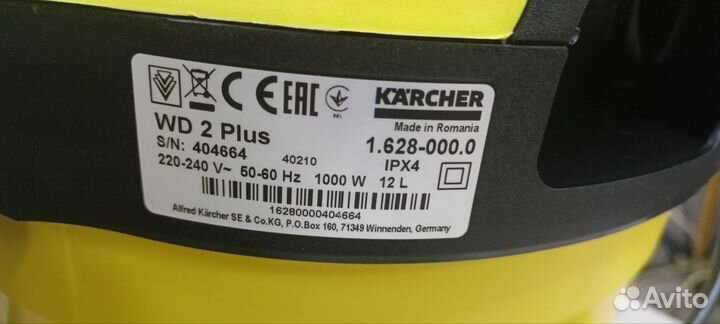 CE EAC KÄRCHER
Made in Romania
WD 2 Plus 1.628-000.0
S/N: 404664 40210 IPX4
220-240 V~ 50-60 Hz 1000 W 12 L
16280000404664
Alfred Kärcher SE & Co.KG, P.O.Box 160, 71349 Winnenden, Germany
Avito